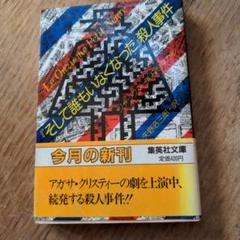 そして誰もいなくなった殺人事件
今月の新刊
集英社文庫
定価420円
アガサ・クリスティーの劇を上演中、
続発する殺人事件!!